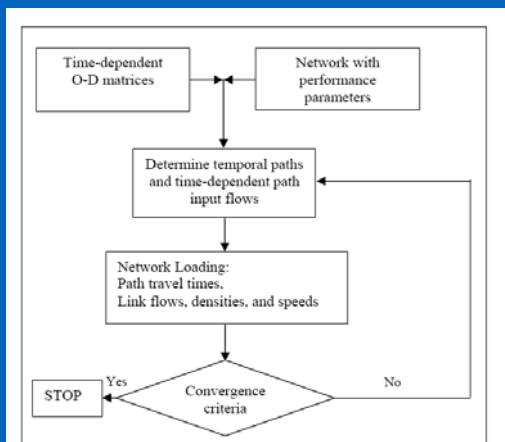 Time-dependent
O-D matrices
Network with
performance
parameters
Determine temporal paths
and time-dependent path
input flows
Network Loading:
Path travel times,
Link flows, densities, and speeds
Yes
No
STOP
Convergence
criteria